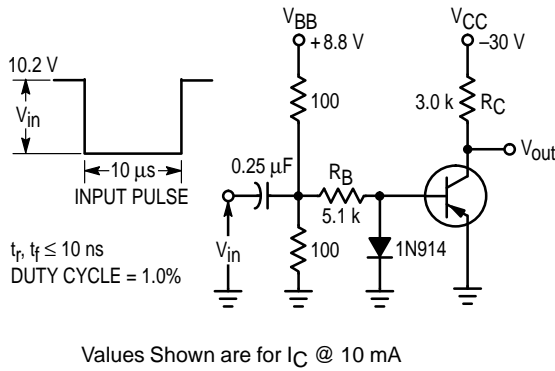 V_BB
+8.8 V
V_CC
–30 V
10.2 V
V_in
10 μs
INPUT PULSE
t_r, t_f ≤ 10 ns
DUTY CYCLE = 1.0%
0.25 μF
V_in
100
R_B
5.1 k
100
1N914
3.0 k
R_C
V_out
Values Shown are for I_C @ 10 mA